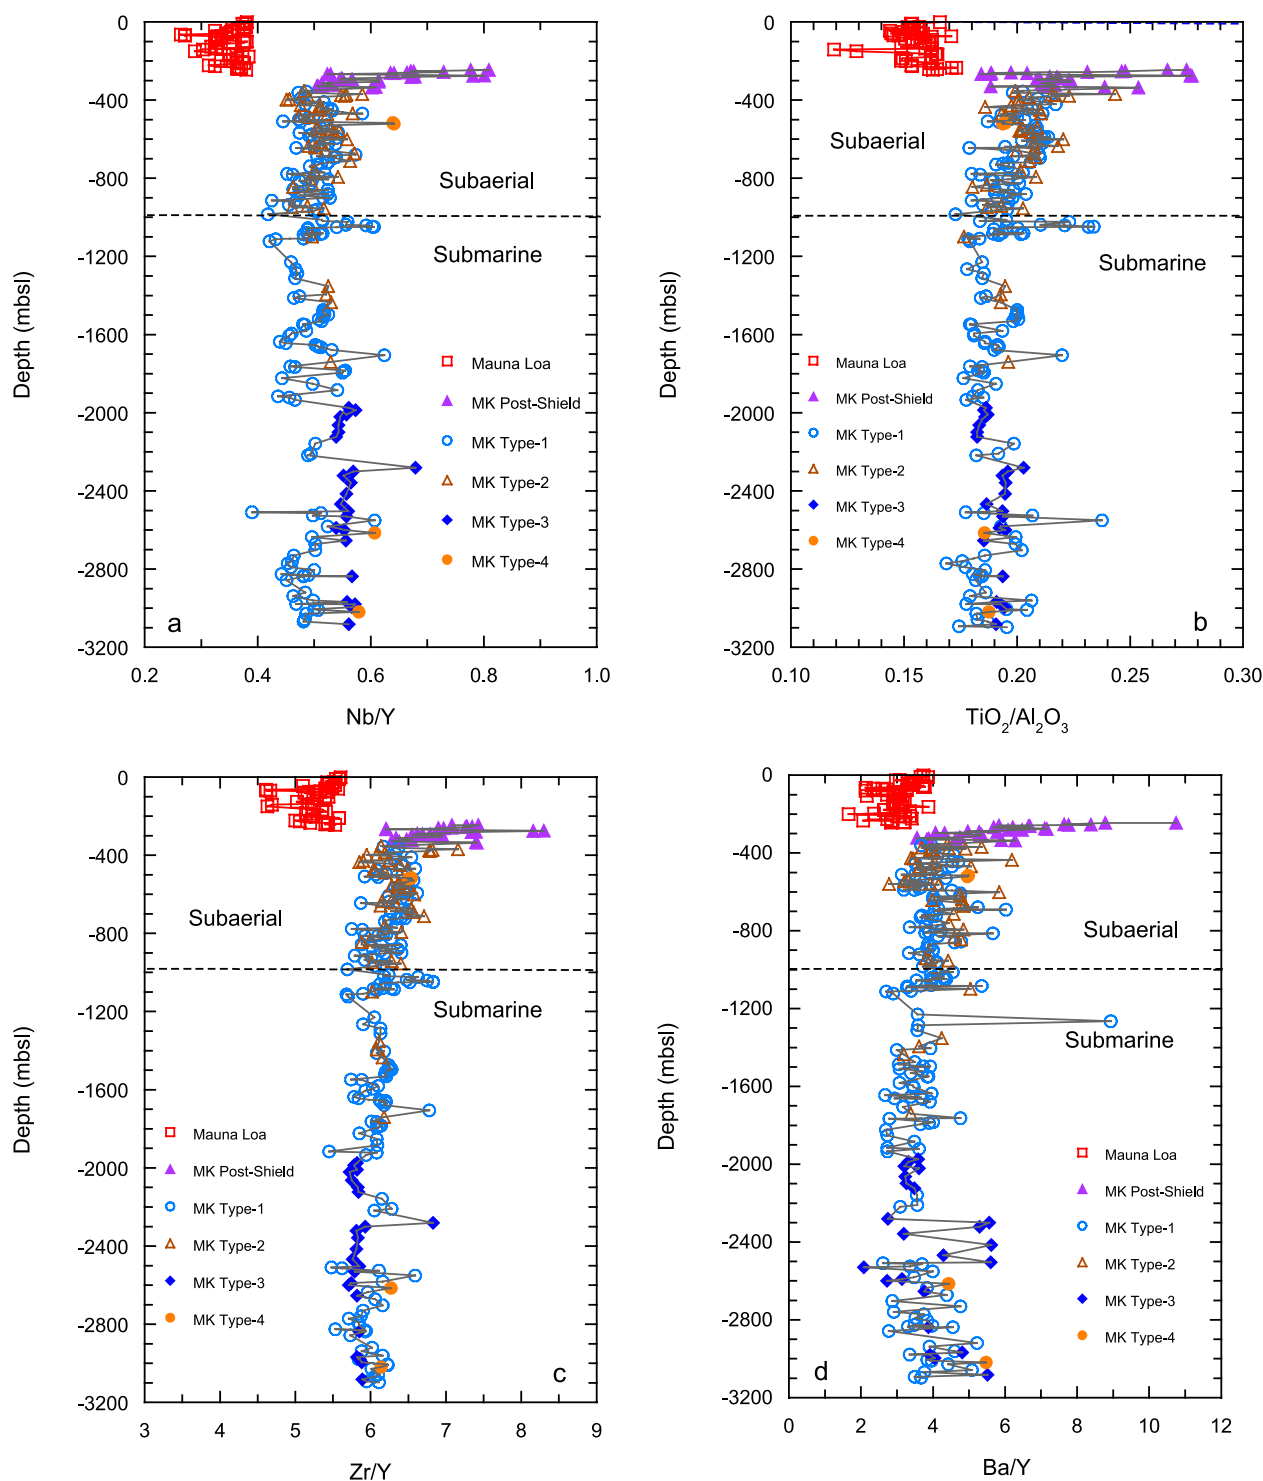 0
-400
-800
-1200
-1600
-2000
-2400
-2800
-3200
Depth (mbsl)
Subaerial
Submarine
Mauna Loa
MK Post-Shield
MK Type-1
MK Type-2
MK Type-3
MK Type-4
a
0.2
0.4
0.6
0.8
1.0
Nb/Y
0
-400
-800
-1200
-1600
-2000
-2400
-2800
-3200
Depth (mbsl)
Subaerial
Submarine
Mauna Loa
MK Post-Shield
MK Type-1
MK Type-2
MK Type-3
MK Type-4
b
0.10
0.15
0.20
0.25
0.30
TiO₂/Al₂O₃
0
-400
-800
-1200
-1600
-2000
-2400
-2800
-3200
Depth (mbsl)
Subaerial
Submarine
Mauna Loa
MK Post-Shield
MK Type-1
MK Type-2
MK Type-3
MK Type-4
c
3
4
5
6
7
8
9
Zr/Y
0
-400
-800
-1200
-1600
-2000
-2400
-2800
-3200
Depth (mbsl)
Subaerial
Submarine
Mauna Loa
MK Post-Shield
MK Type-1
MK Type-2
MK Type-3
MK Type-4
d
0
2
4
6
8
10
12
Ba/Y